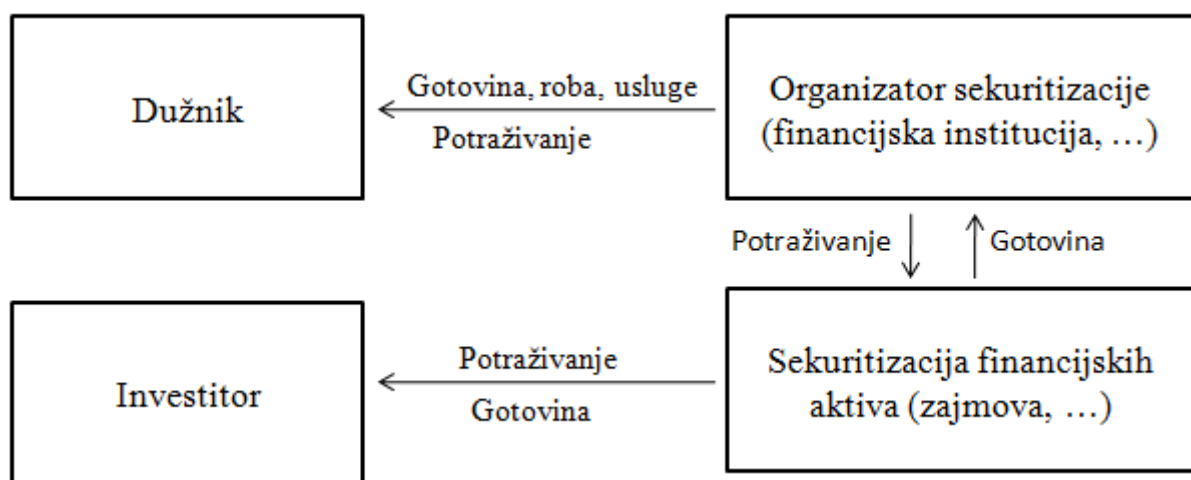 Dužnik
Gotovina, roba, usluge
Potraživanje
Organizator sekuritizacije
(financijska institucija, …)
Potraživanje
Gotovina
Investitor
Potraživanje
Gotovina
Sekuritizacija financijskih
aktiva (zajmova, …)